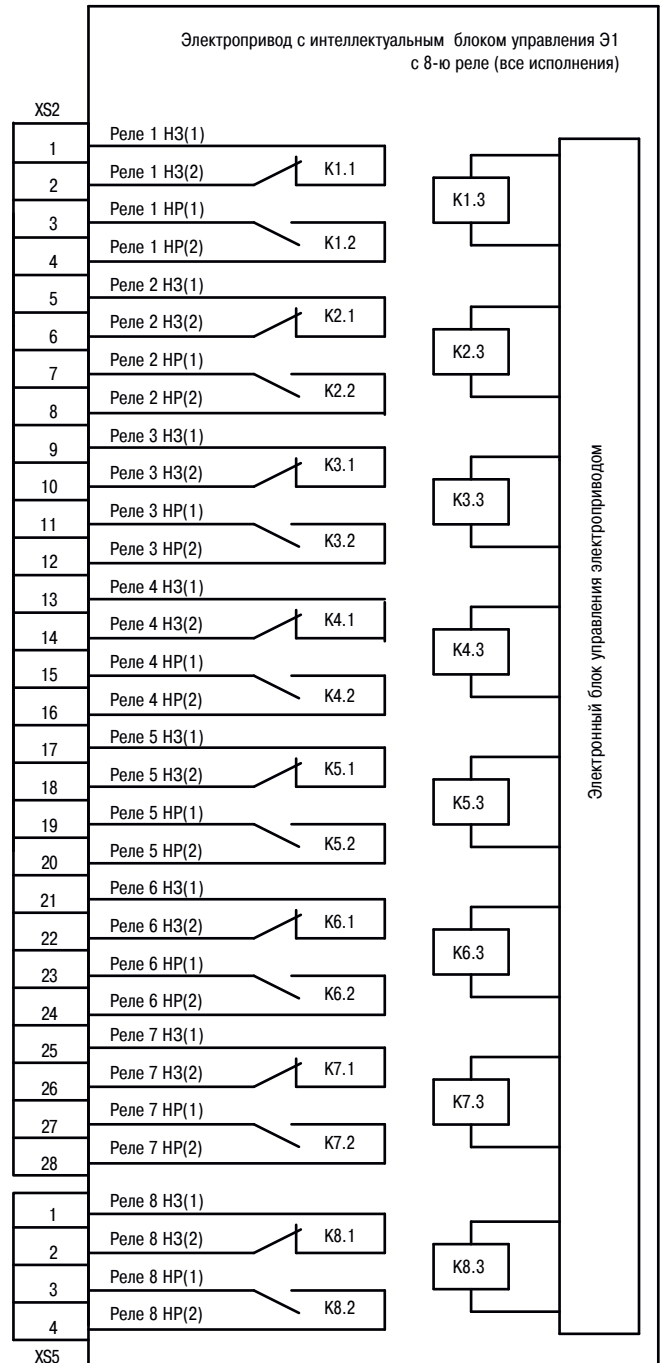 Электропривод с интеллектуальным блоком управления Э1
с 8-ю реле (все исполнения)
XS2
1 Реле 1 НЗ(1)
2 Реле 1 НЗ(2) K1.1
3 Реле 1 НР(1)
4 Реле 1 НР(2) K1.2
K1.3
5 Реле 2 НЗ(1)
6 Реле 2 НЗ(2) K2.1
7 Реле 2 НР(1)
8 Реле 2 НР(2) K2.2
K2.3
9 Реле 3 НЗ(1)
10 Реле 3 НЗ(2) K3.1
11 Реле 3 НР(1)
12 Реле 3 НР(2) K3.2
K3.3
13 Реле 4 НЗ(1)
14 Реле 4 НЗ(2) K4.1
15 Реле 4 НР(1)
16 Реле 4 НР(2) K4.2
K4.3
17 Реле 5 НЗ(1)
18 Реле 5 НЗ(2) K5.1
19 Реле 5 НР(1)
20 Реле 5 НР(2) K5.2
K5.3
21 Реле 6 НЗ(1)
22 Реле 6 НЗ(2) K6.1
23 Реле 6 НР(1)
24 Реле 6 НР(2) K6.2
K6.3
25 Реле 7 НЗ(1)
26 Реле 7 НЗ(2) K7.1
27 Реле 7 НР(1)
28 Реле 7 НР(2) K7.2
K7.3
1 Реле 8 НЗ(1)
2 Реле 8 НЗ(2) K8.1
3 Реле 8 НР(1)
4 Реле 8 НР(2) K8.2
K8.3
XS5
Электронный блок управления электроприводом